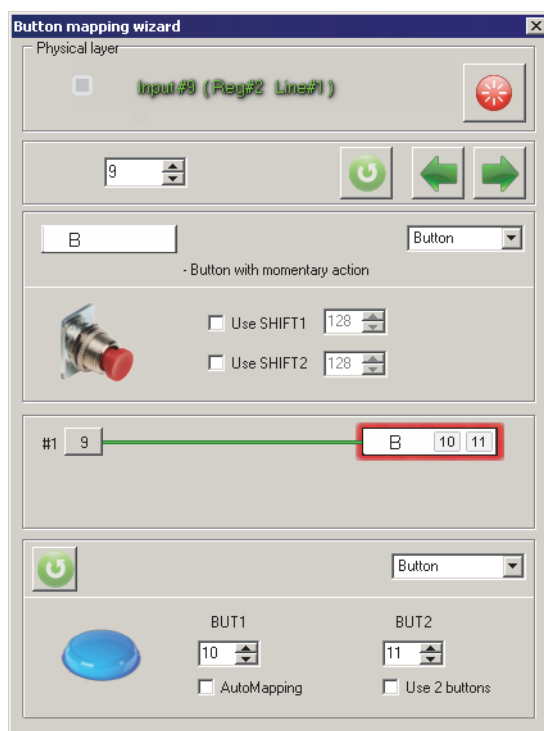 Button mapping wizard
Physical layer
Input#9 (Reg#2 Line#1)
9
B
Button
- Button with momentary action
Use SHIFT1 128
Use SHIFT2 128
#1 9 B 10 11
Button
BUT1 BUT2
10 11
AutoMapping Use 2 buttons